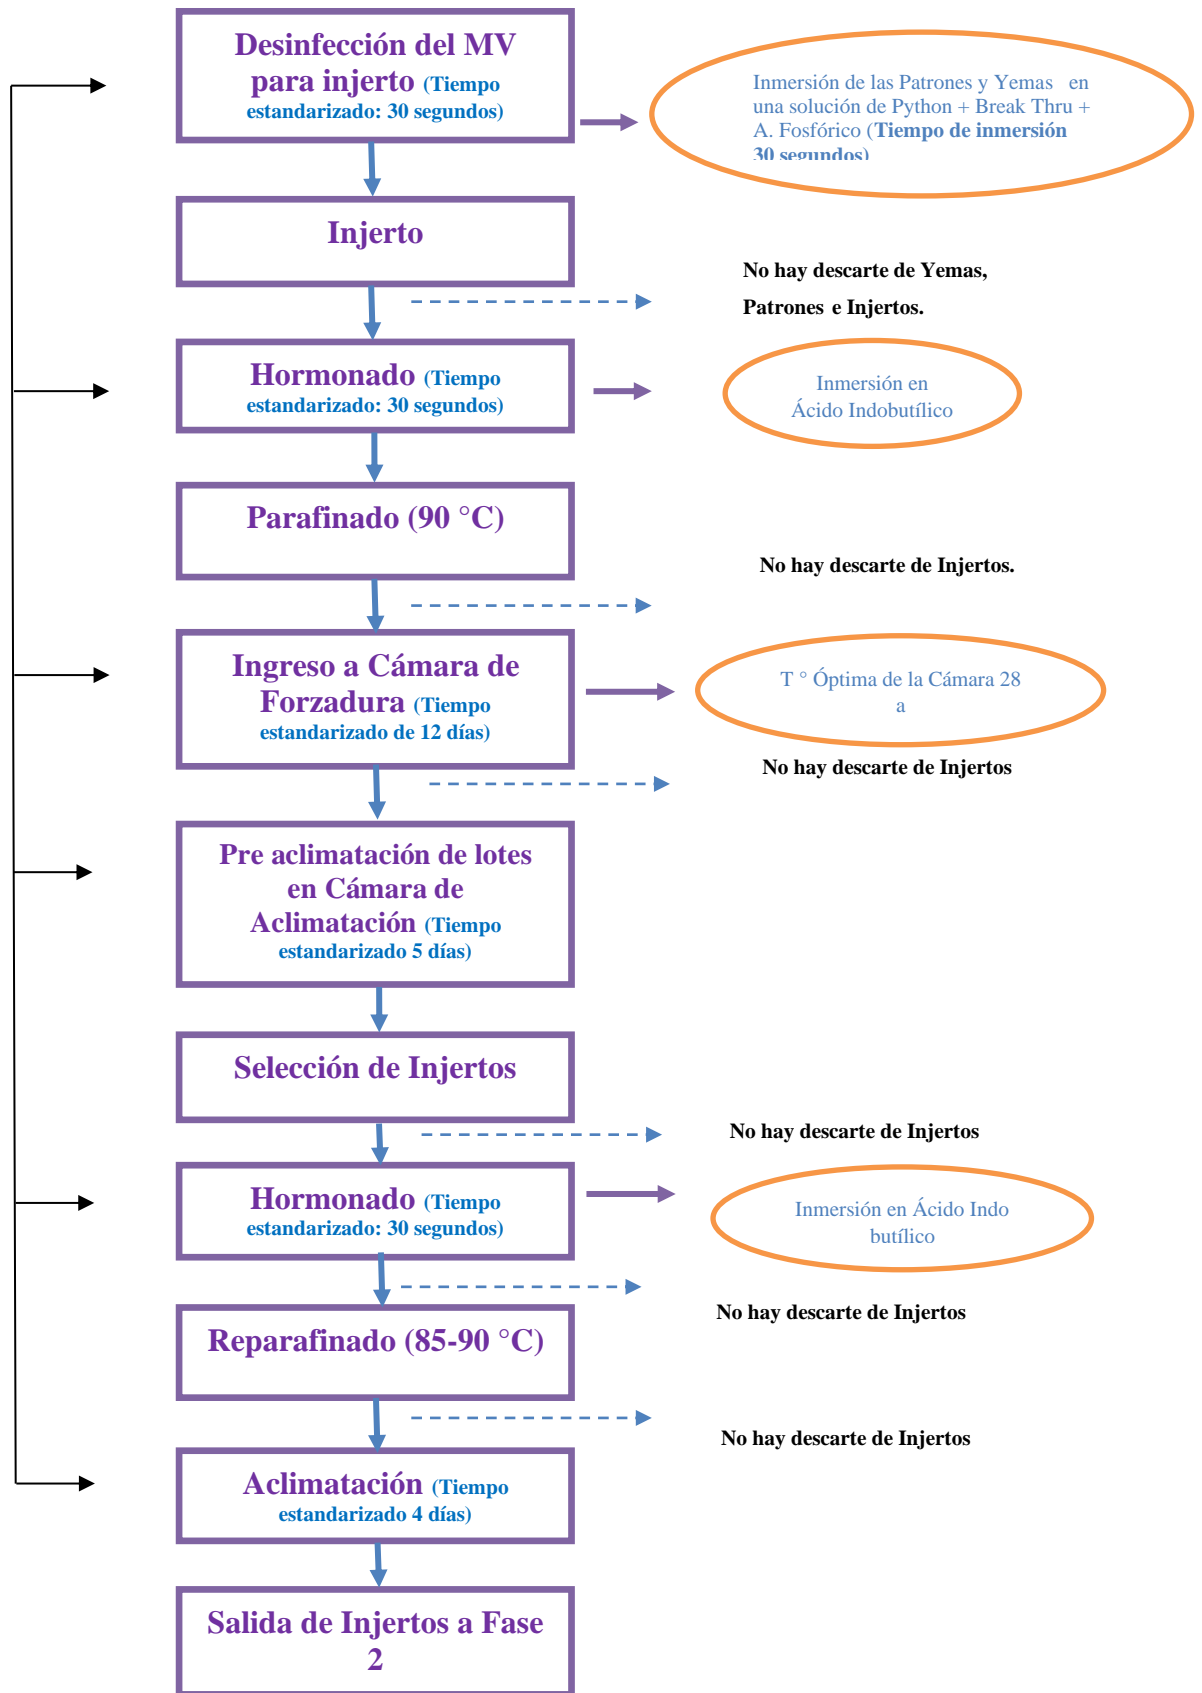 Desinfección del MV
para injerto (Tiempo
estandarizado: 30 segundos)
Inmersión de las Patrones y Yemas en
una solución de Python + Break Thru +
A. Fosfórico (Tiempo de inmersión
30 segundos)
Injerto
No hay descarte de Yemas,
Patrones e Injertos.
Hormonado (Tiempo
estandarizado: 30 segundos)
Inmersión en
Ácido Indobutílico
Parafinado (90 °C)
No hay descarte de Injertos.
Ingreso a Cámara de
Forzadura (Tiempo
estandarizado de 12 días)
T ° Óptima de la Cámara 28
a
No hay descarte de Injertos
Pre aclimatación de lotes
en Cámara de
Aclimatación (Tiempo
estandarizado 5 días)
Selección de Injertos
No hay descarte de Injertos
Hormonado (Tiempo
estandarizado: 30 segundos)
Inmersión en Ácido Indo
butílico
No hay descarte de Injertos
Reparafinado (85-90 °C)
No hay descarte de Injertos
Aclimatación (Tiempo
estandarizado 4 días)
Salida de Injertos a Fase
2